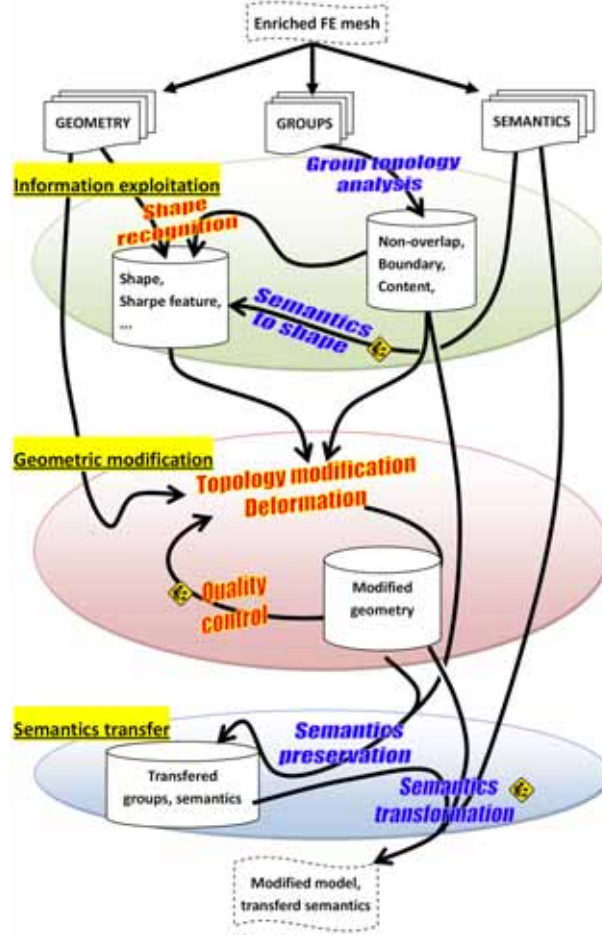 Enriched FE mesh
GEOMETRY
GROUPS
SEMANTICS
Group topology
analysis
Information exploitation
Shape
recognition
Non-overlap,
Boundary,
Content,
Shape,
Sharpe feature,
...
Semantics
to shape
Geometric modification
Topology modification
Deformation
Quality
control
Modified
geometry
Semantics transfer
Semantics
preservation
Transfered
groups, semantics
Semantics
transformation
Modified model,
transferd semantics